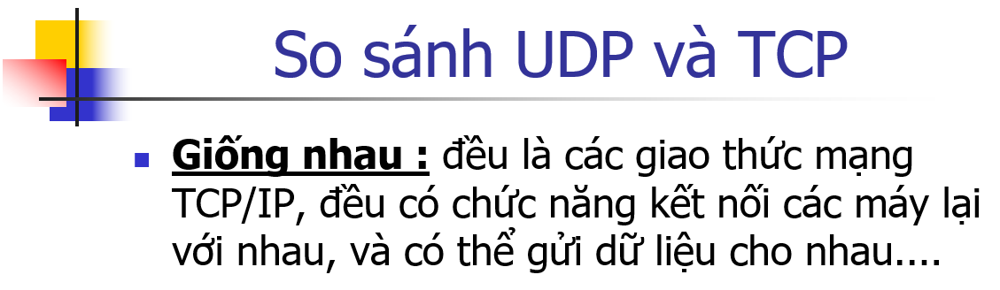 So sánh UDP và TCP
Giống nhau : đều là các giao thức mạng
TCP/IP, đều có chức năng kết nối các máy lại
với nhau, và có thể gửi dữ liệu cho nhau....